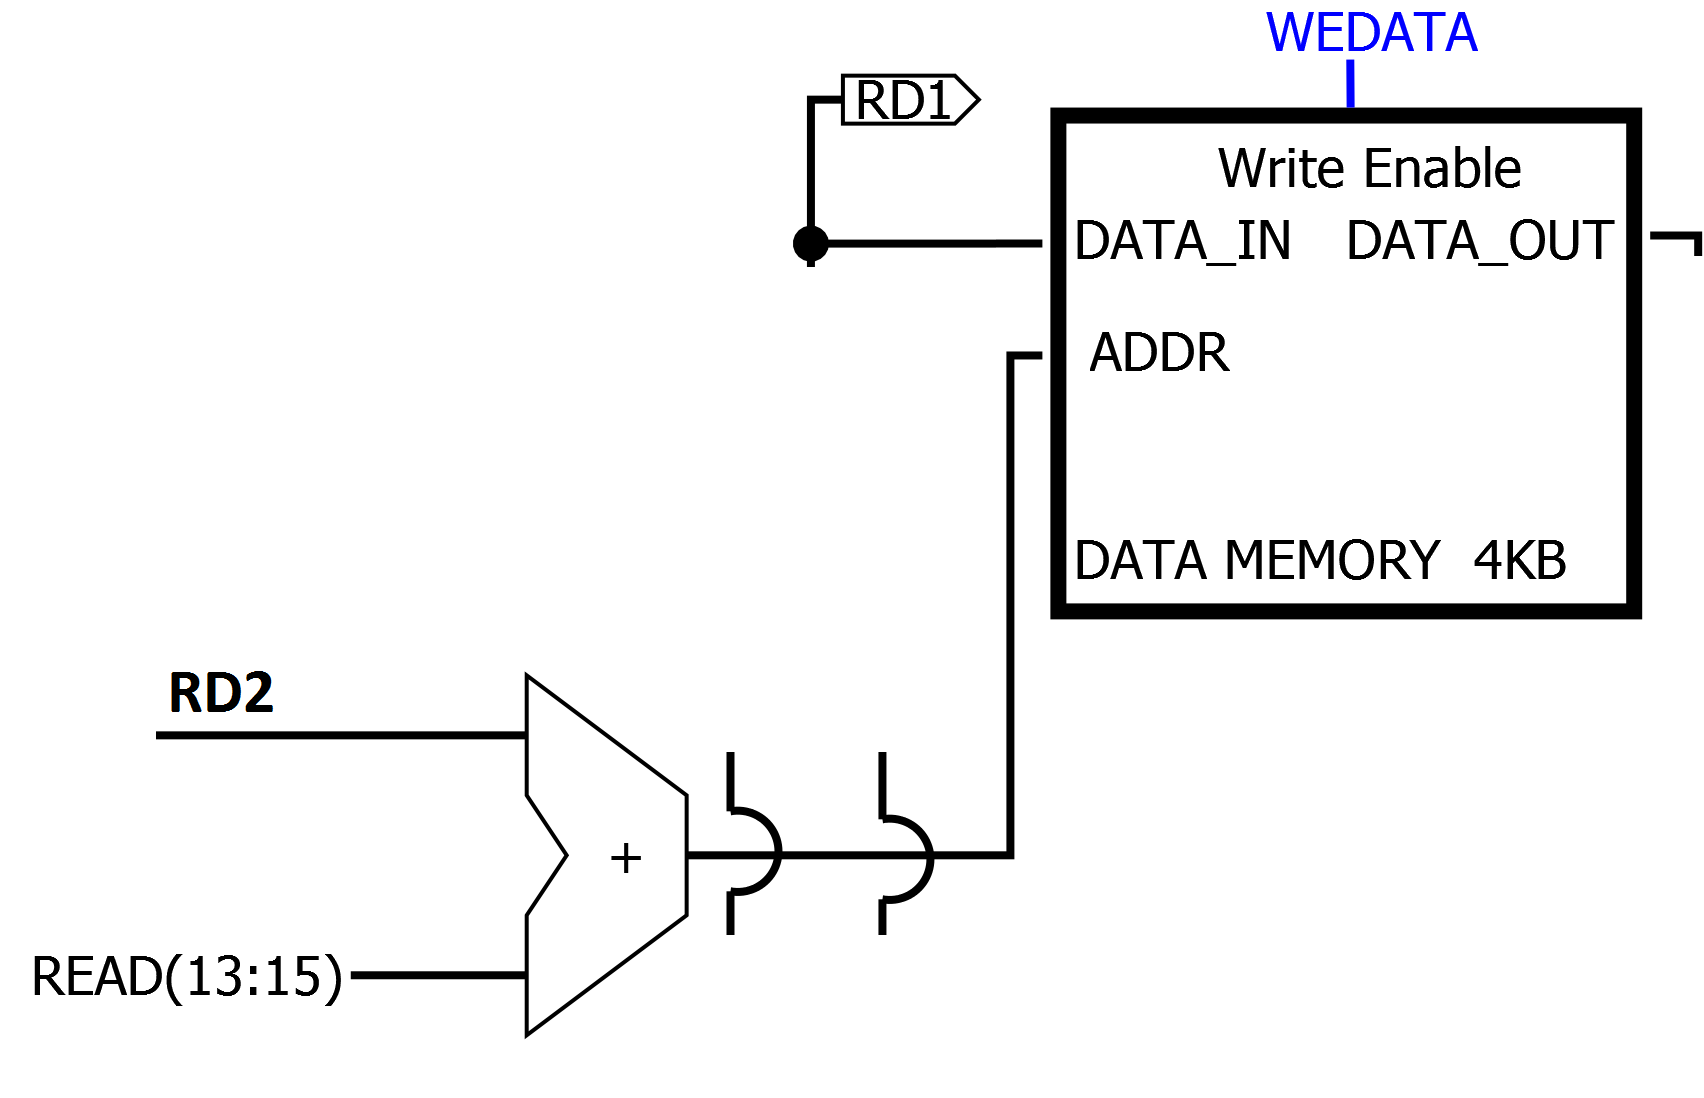 WEDATA
RD1
Write Enable
DATA_IN DATA_OUT
ADDR
DATA MEMORY 4KB
RD2
+
READ(13:15)